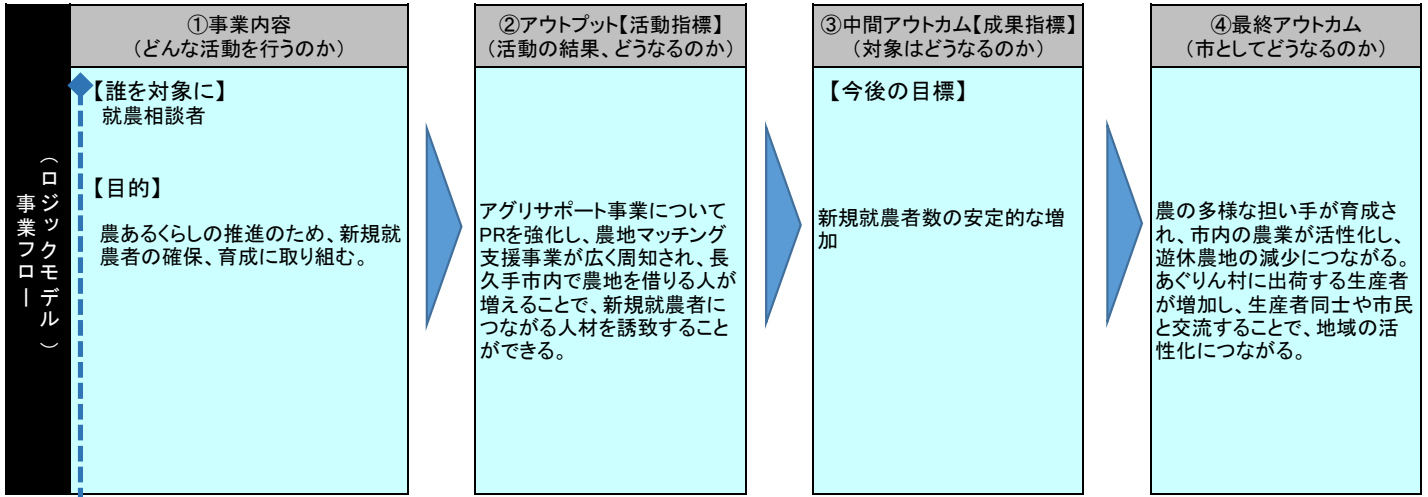 事業フロー
（ロジックモデル）
①事業内容
（どんな活動を行うのか）
【誰を対象に】
就農相談者
【目的】
農あるくらしの推進のため、新規就
農者の確保、育成に取り組む。
②アウトプット【活動指標】
（活動の結果、どうなるのか）
アグリサポート事業について
PRを強化し、農地マッチング
支援事業が広く周知され、長
久手市内で農地を借りる人が
増えることで、新規就農者に
つながる人材を誘致すること
ができる。
③中間アウトカム【成果指標】
（対象はどうなるのか）
【今後の目標】
新規就農者数の安定的な増
加
④最終アウトカム
（市としてどうなるのか）
農の多様な担い手が育成さ
れ、市内の農業が活性化し、
遊休農地の減少につながる。
あぐりん村に出荷する生産者
が増加し、生産者同士や市民
と交流することで、地域の活
性化につながる。